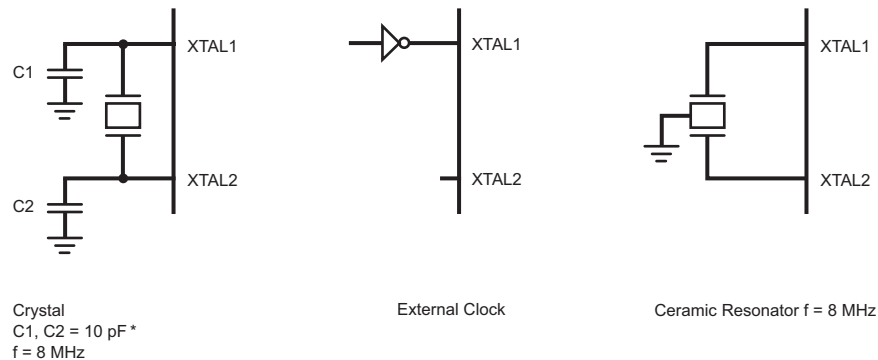 XTAL1
C1
XTAL2
C2
XTAL1
XTAL2
XTAL1
XTAL2
Crystal
C1, C2 = 10 pF *
f = 8 MHz
External Clock
Ceramic Resonator f = 8 MHz